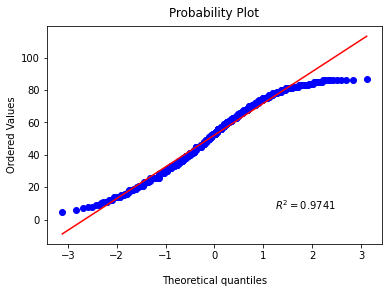 Probability Plot
Ordered Values
100
80
60
40
20
0
R² = 0.9741
−3 −2 −1 0 1 2 3
Theoretical quantiles